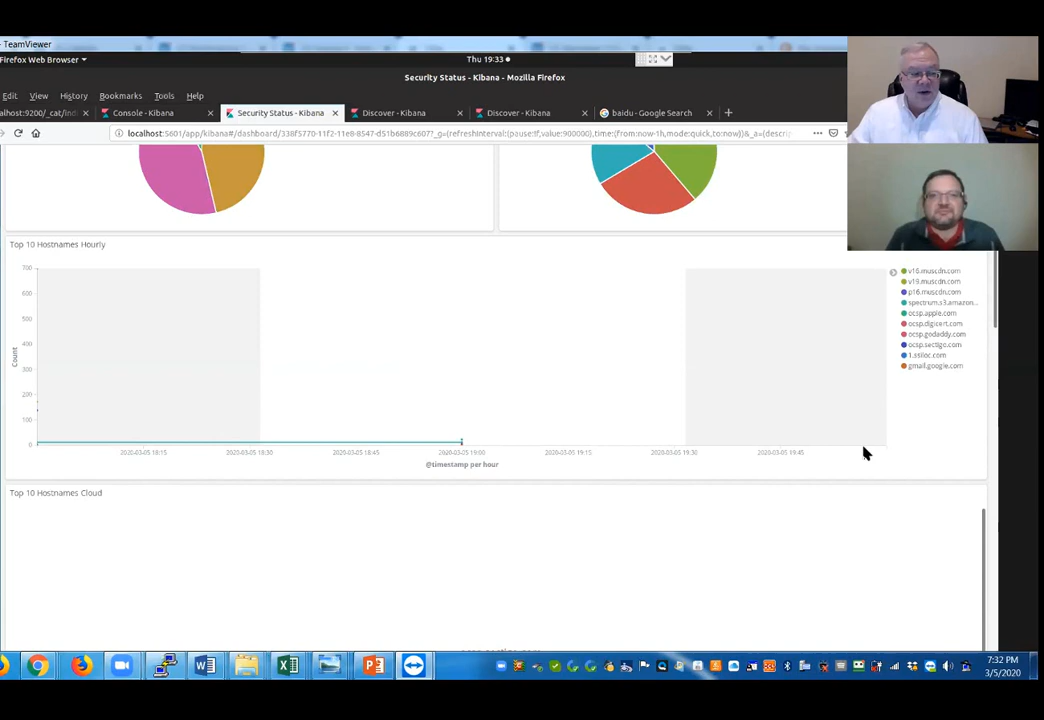 TeamViewer
Firefox Web Browser
Thu 19:33
Security Status - Kibana - Mozilla Firefox
Edit View History Bookmarks Tools Help
Console - Kibana
Security Status - Kibana
Discover - Kibana
Discover - Kibana
baidu - Google Search
Top 10 Hostnames Hourly
700
600
500
400
300
200
100
0
Count
2020-03-05 18:15
2020-03-05 18:30
2020-03-05 18:45
2020-03-05 19:00
2020-03-05 19:15
2020-03-05 19:30
2020-03-05 19:45
@timestamp per hour
v16.muscdn.com
v19.muscdn.com
p16.muscdn.com
spectrum.s3.amazon...
ocsp.apple.com
ocsp.digicert.com
ocsp.godaddy.com
ocsp.sectigo.com
gmail.google.com
Top 10 Hostnames Cloud
7:32 PM
3/5/2020